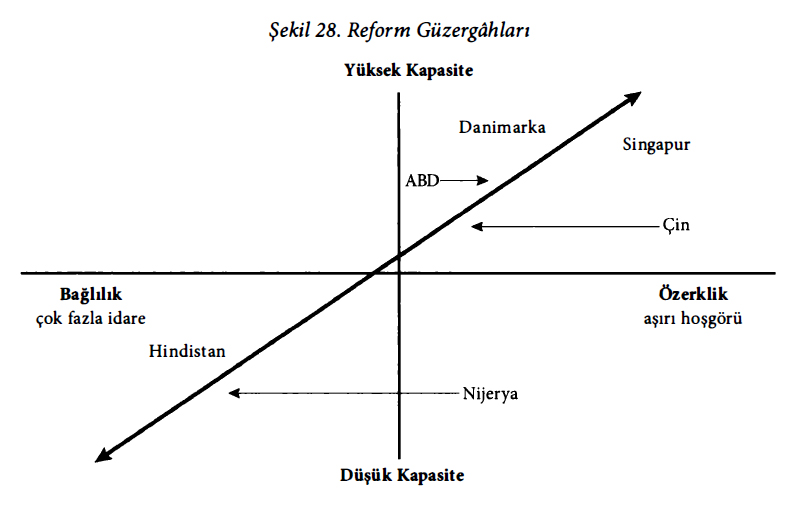 Şekil 28. Reform Güzergâhları
Yüksek Kapasite
Danimarka
Singapur
ABD
Çin
Bağlılık
çok fazla idare
Özerklik
aşırı hoşgörü
Hindistan
Nijerya
Düşük Kapasite